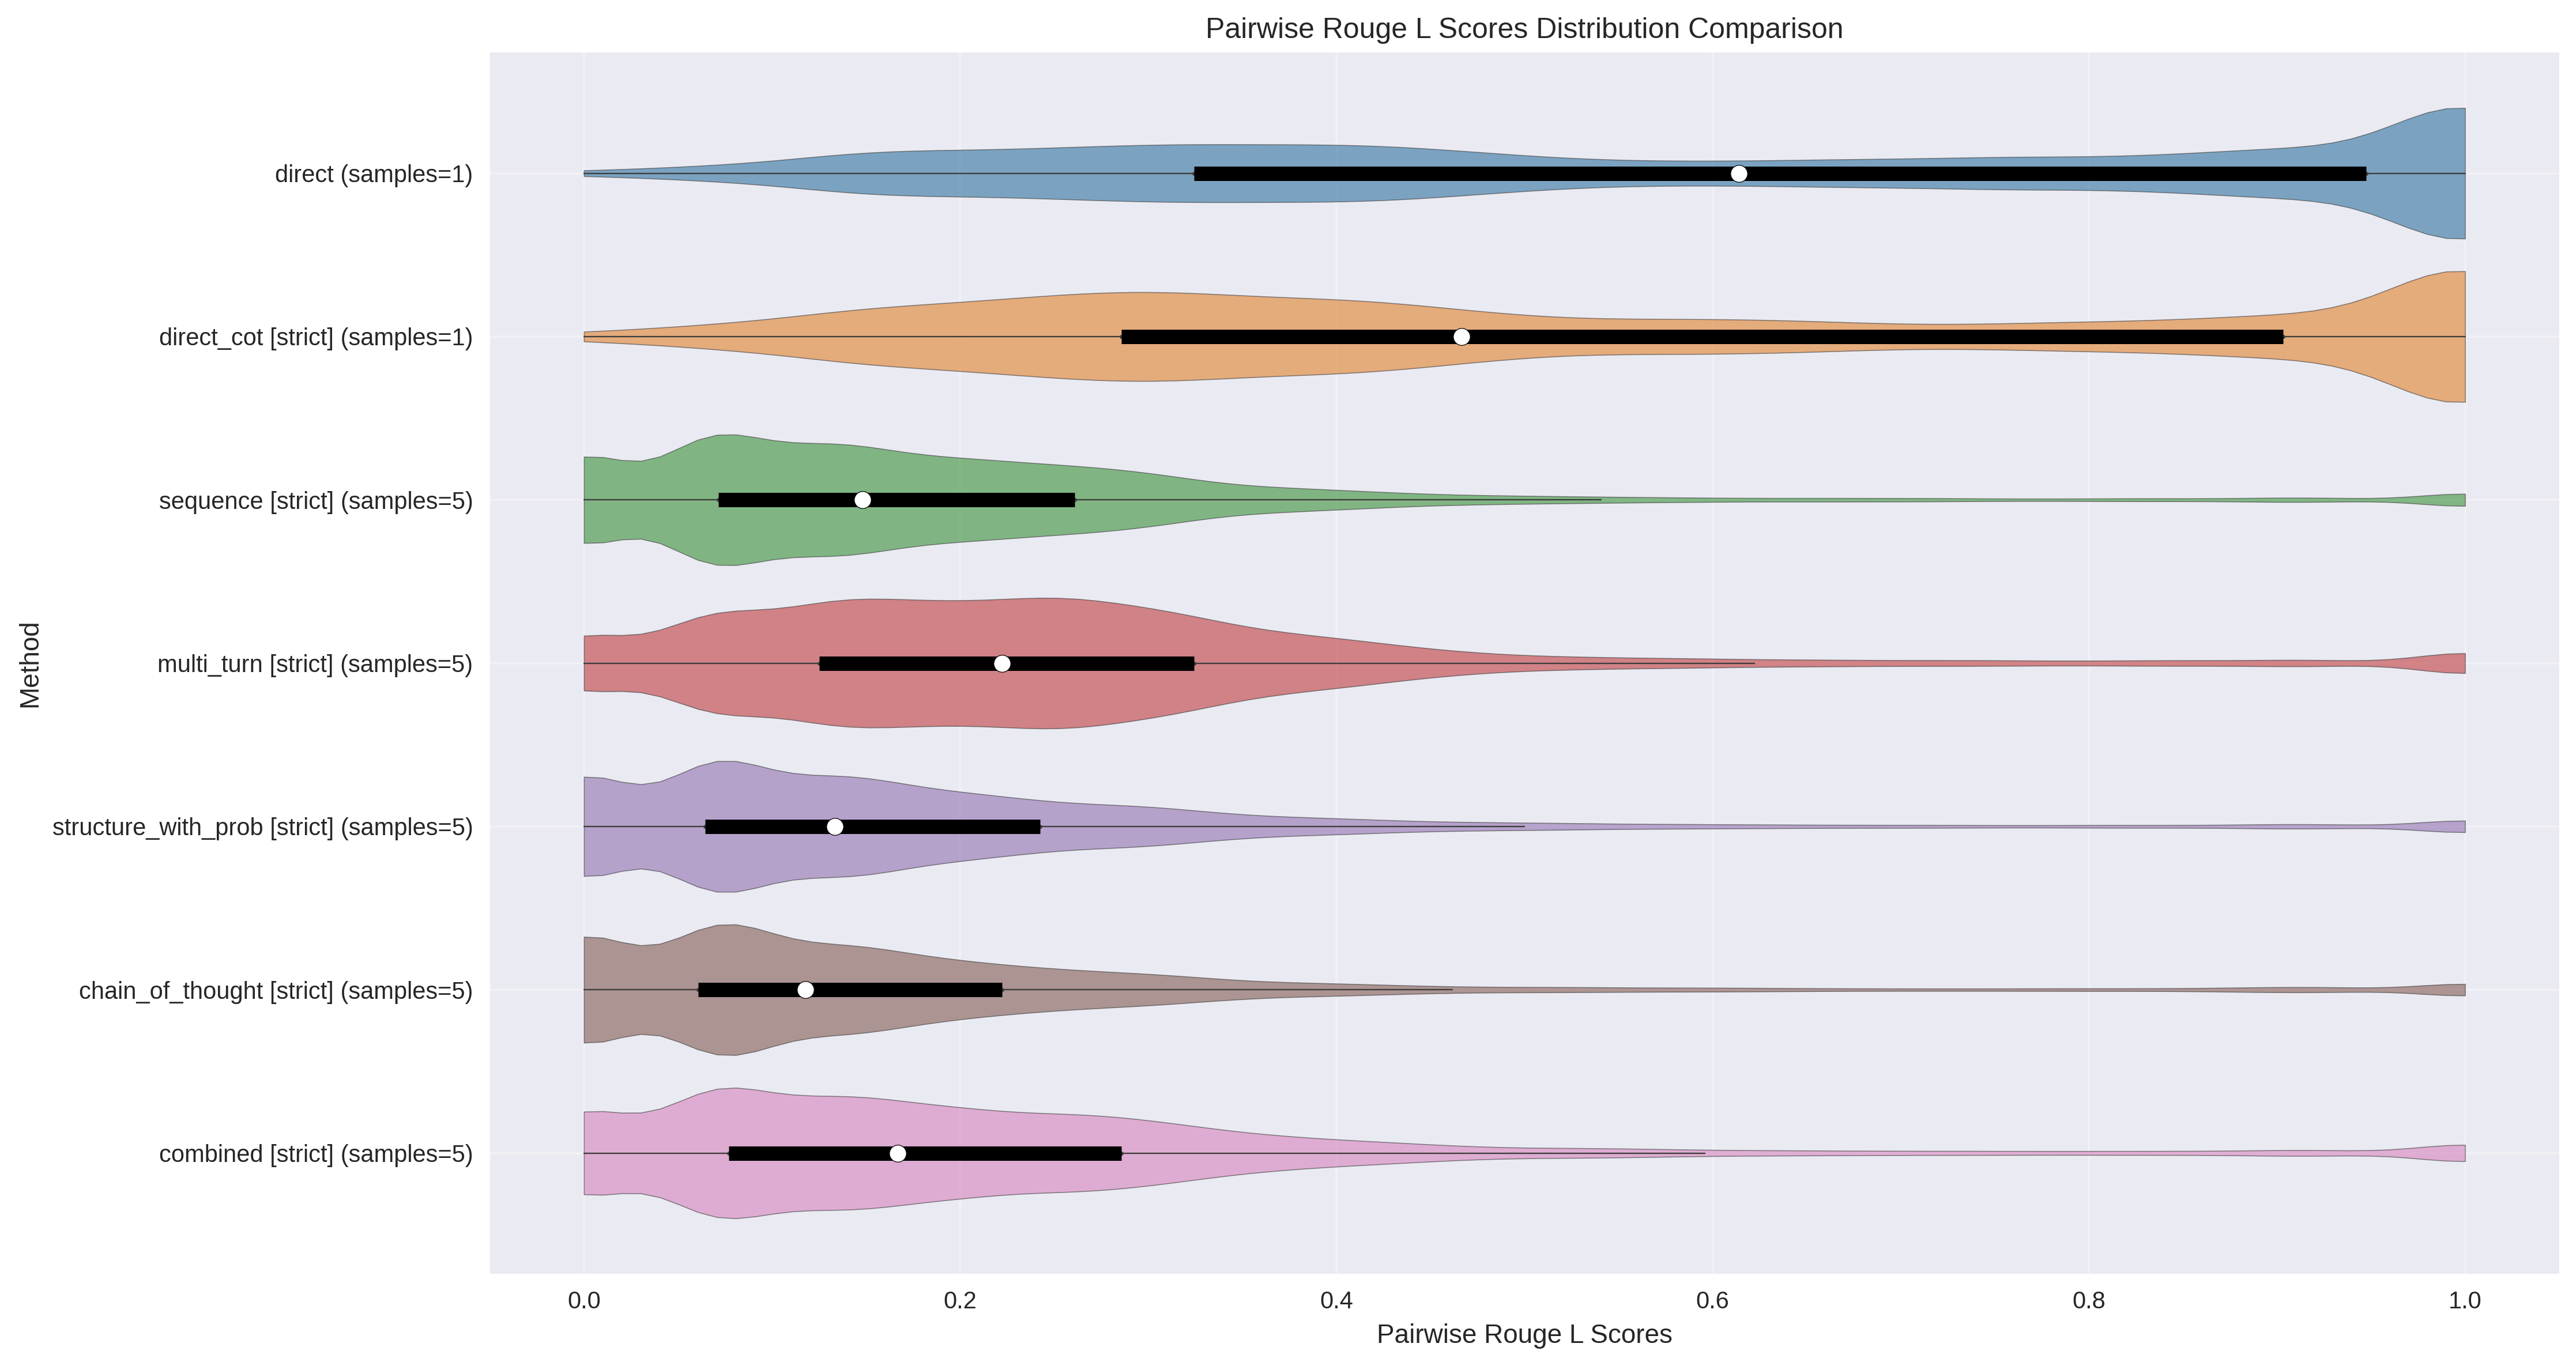 Pairwise Rouge L Scores Distribution Comparison
direct (samples=1)
direct_cot [strict] (samples=1)
sequence [strict] (samples=5)
multi_turn [strict] (samples=5)
structure_with_prob [strict] (samples=5)
chain_of_thought [strict] (samples=5)
combined [strict] (samples=5)
Method
0.0 0.2 0.4 0.6 0.8 1.0
Pairwise Rouge L Scores